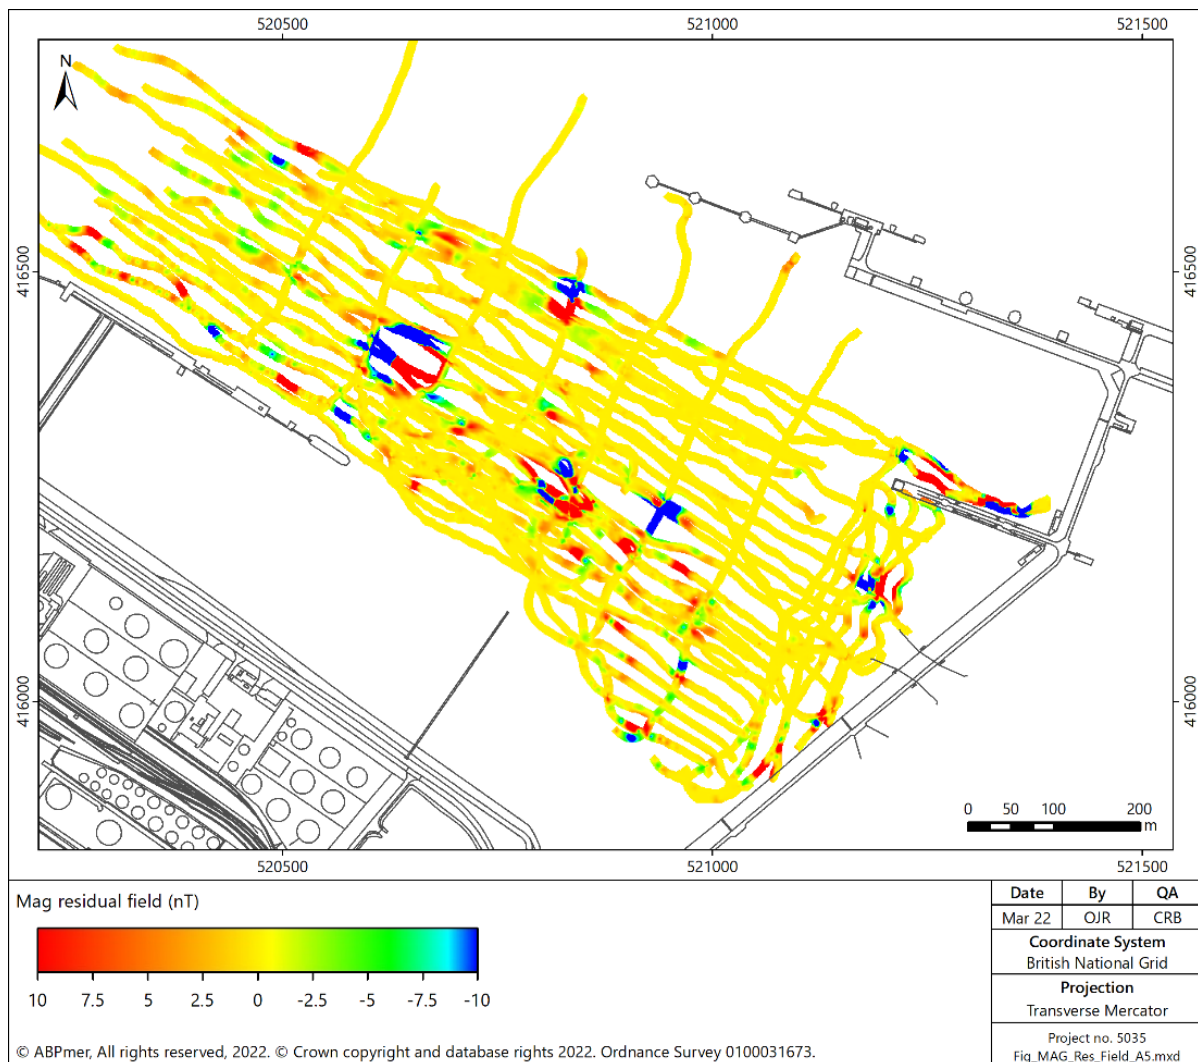 520500 521000 521500
N
416500 416500
416000 416000
0 50 100 200
m
520500 521000 521500
Mag residual field (nT)
10 7.5 5 2.5 0 -2.5 -5 -7.5 -10
© ABPmer, All rights reserved, 2022. © Crown copyright and database rights 2022. Ordnance Survey 0100031673.
Date By QA
Mar 22 OJR CRB
Coordinate System
British National Grid
Projection
Transverse Mercator
Project no. 5035
Fig_MAG_Res_Field_A5.mxd